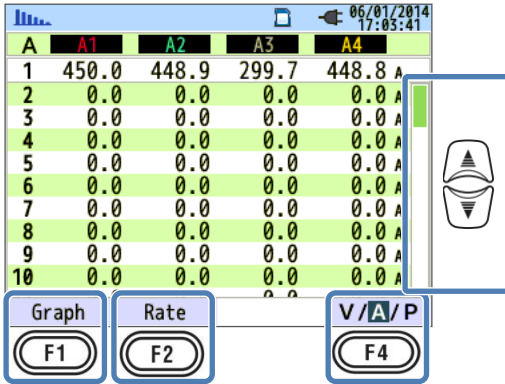 06/01/2014
17:03:41
A A1 A2 A3 A4
1 450.0 448.9 299.7 448.8 A
2 0.0 0.0 0.0 0.0 A
3 0.0 0.0 0.0 0.0 A
4 0.0 0.0 0.0 0.0 A
5 0.0 0.0 0.0 0.0 A
6 0.0 0.0 0.0 0.0 A
7 0.0 0.0 0.0 0.0 A
8 0.0 0.0 0.0 0.0 A
9 0.0 0.0 0.0 0.0 A
10 0.0 0.0 0.0 0.0 A
Graph Rate V/A/P
F1 F2 F4